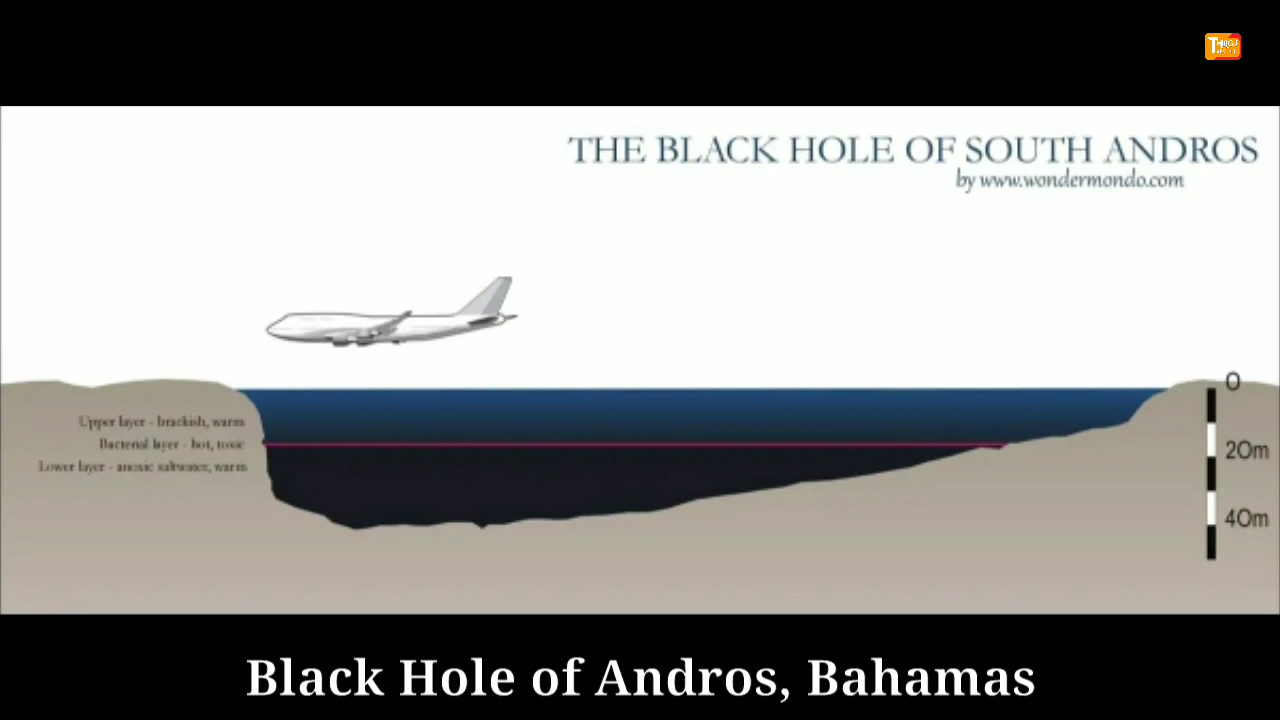 THE BLACK HOLE OF SOUTH ANDROS
by www.wondermondo.com
Upper layer - brackish, warm
Bacterial layer - hot, toxic
Lower layer - anoxic saltwater, warm
0
20m
40m
Black Hole of Andros, Bahamas